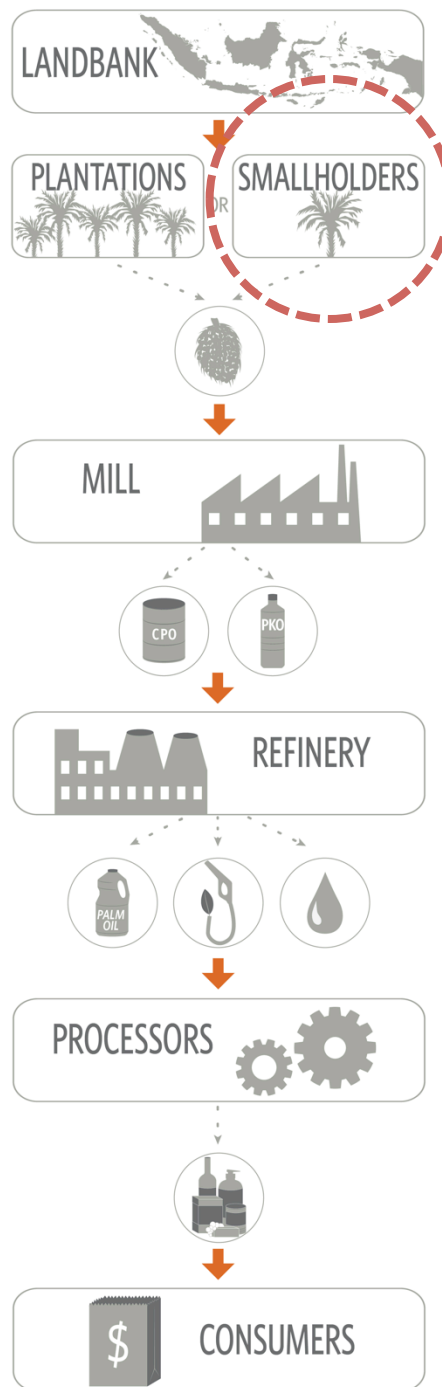 LANDBANK
PLANTATIONS
OR
SMALLHOLDERS
MILL
CPO
PKO
REFINERY
PALM
OIL
PROCESSORS
$
CONSUMERS